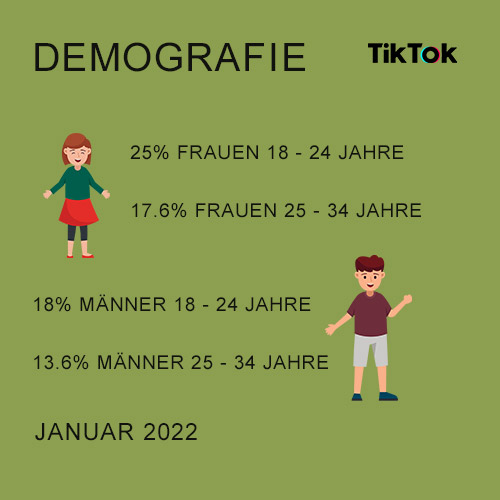 DEMOGRAFIE
TikTok
25% FRAUEN 18 - 24 JAHRE
17.6% FRAUEN 25 - 34 JAHRE
18% MÄNNER 18 - 24 JAHRE
13.6% MÄNNER 25 - 34 JAHRE
JANUAR 2022